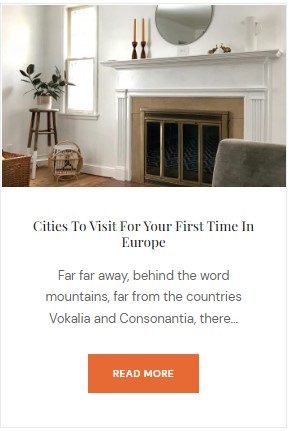 Cities To Visit For Your First Time In
Europe
Far far away, behind the word
mountains, far from the countries
Vokalia and Consonantia, there...
READ MORE